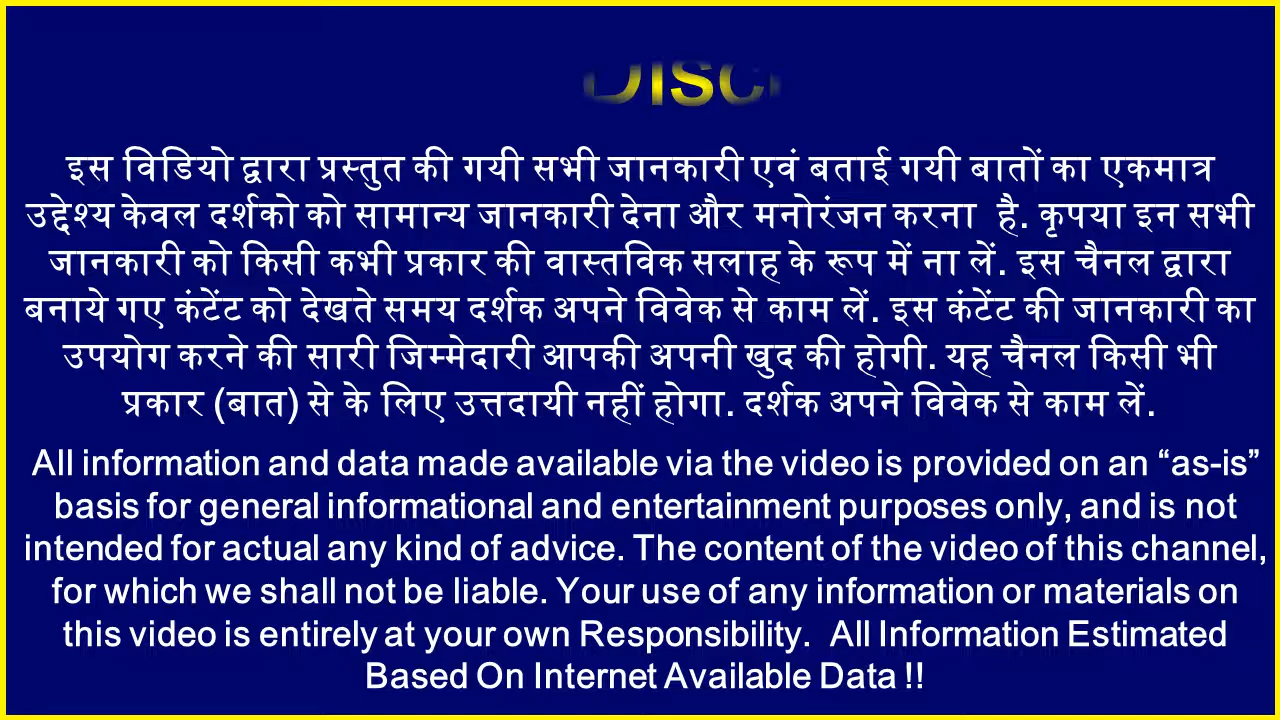 Disc
इस विडियो द्वारा प्रस्तुत की गयी सभी जानकारी एवं बताई गयी बातों का एकमात्र
उद्देश्य केवल दर्शको को सामान्य जानकारी देना और मनोरंजन करना है. कृपया इन सभी
जानकारी को किसी कभी प्रकार की वास्तविक सलाह के रूप में ना लें. इस चैनल द्वारा
बनाये गए कंटेंट को देखते समय दर्शक अपने विवेक से काम लें. इस कंटेंट की जानकारी का
उपयोग करने की सारी जिम्मेदारी आपकी अपनी खुद की होगी. यह चैनल किसी भी
प्रकार (बात) से के लिए उत्तदायी नहीं होगा. दर्शक अपने विवेक से काम लें.
All information and data made available via the video is provided on an “as-is”
basis for general informational and entertainment purposes only, and is not
intended for actual any kind of advice. The content of the video of this channel,
for which we shall not be liable. Your use of any information or materials on
this video is entirely at your own Responsibility. All Information Estimated
Based On Internet Available Data !!